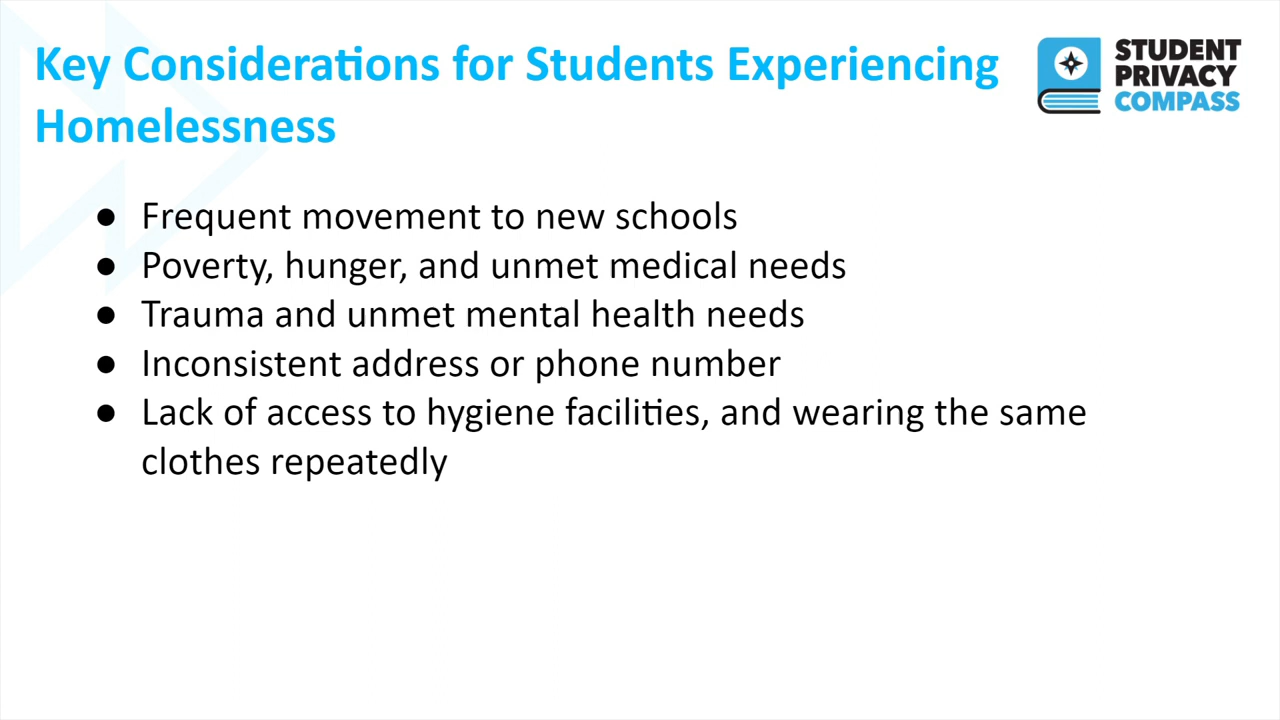 Key Considerations for Students Experiencing
Homelessness
STUDENT
PRIVACY
COMPASS
● Frequent movement to new schools
● Poverty, hunger, and unmet medical needs
● Trauma and unmet mental health needs
● Inconsistent address or phone number
● Lack of access to hygiene facilities, and wearing the same
clothes repeatedly